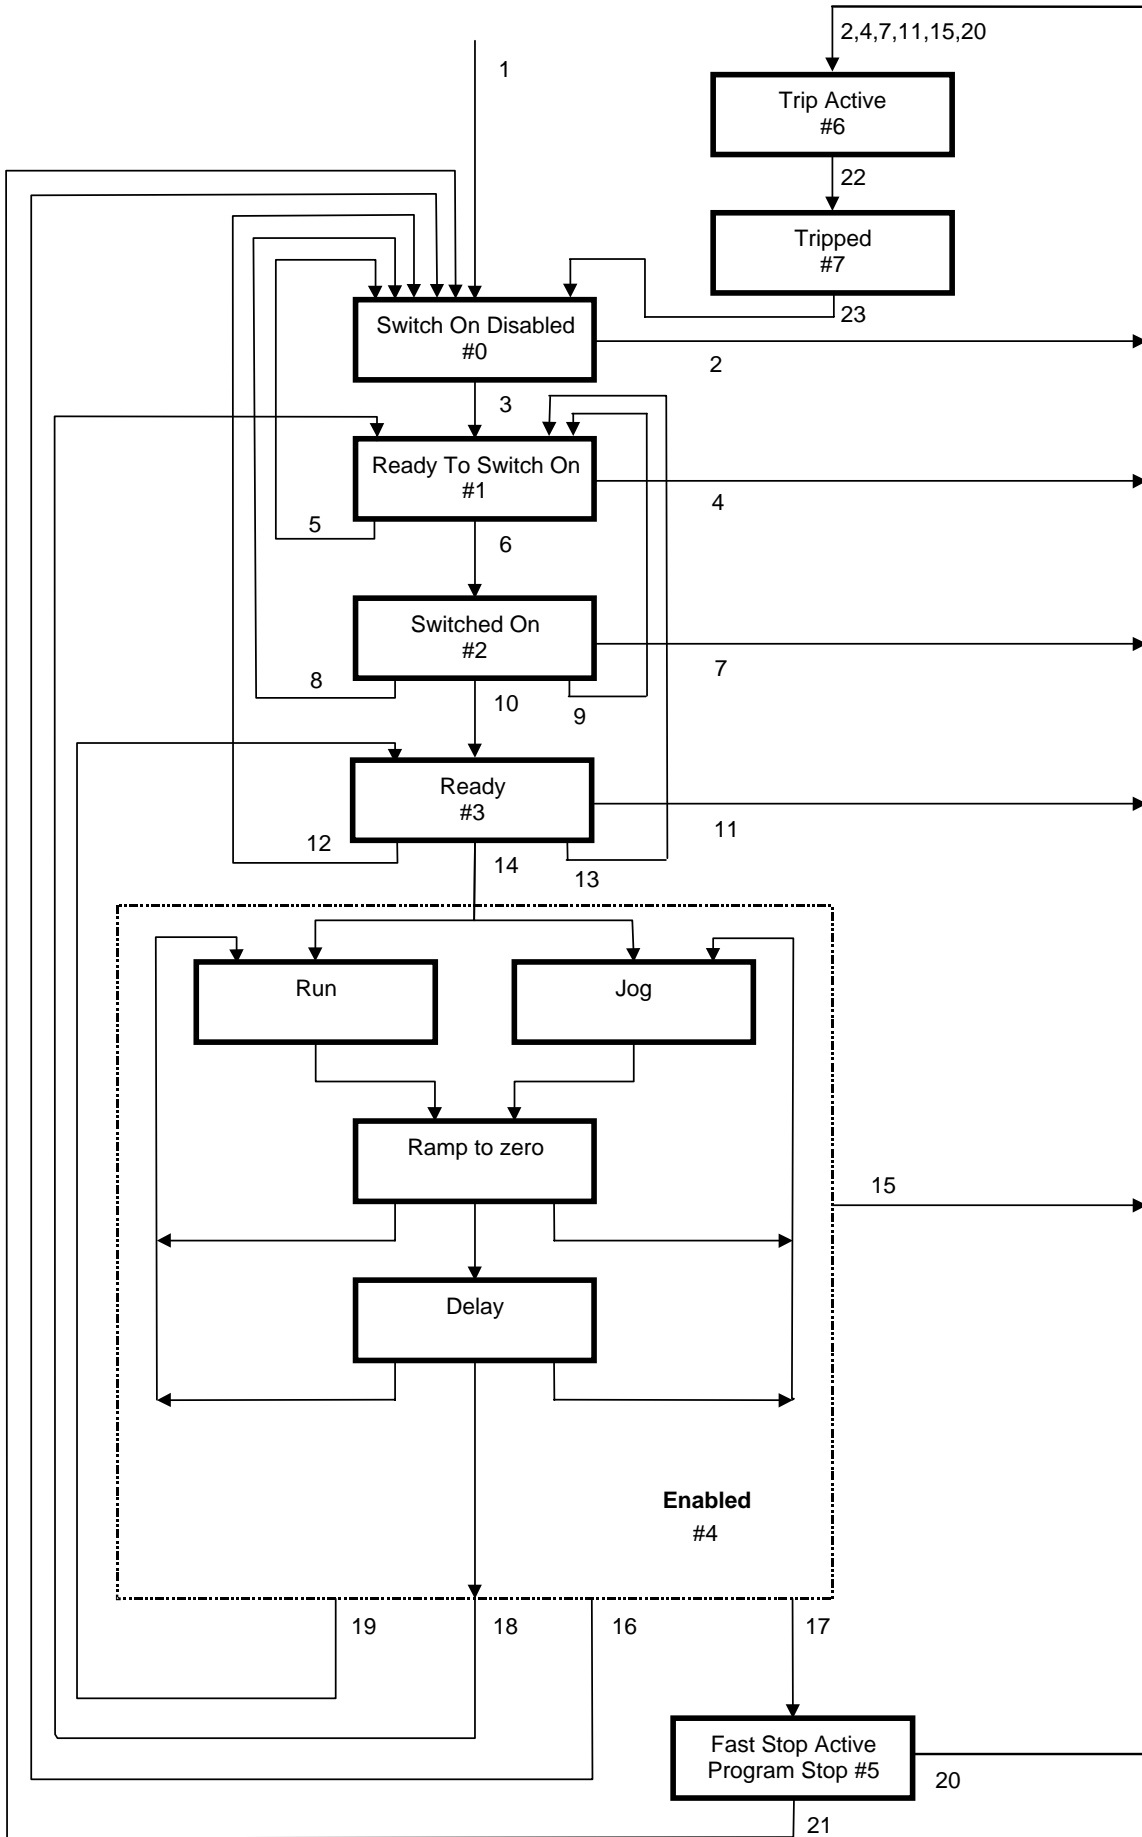 2,4,7,11,15,20
1
Trip Active
#6
22
Tripped
#7
23
Switch On Disabled
#0
2
3
Ready To Switch On
#1
4
5
6
Switched On
#2
7
8
10
9
Ready
#3
11
12
14
13
Run
Jog
Ramp to zero
15
Delay
Enabled
#4
19
18
16
17
Fast Stop Active
Program Stop #5
20
21